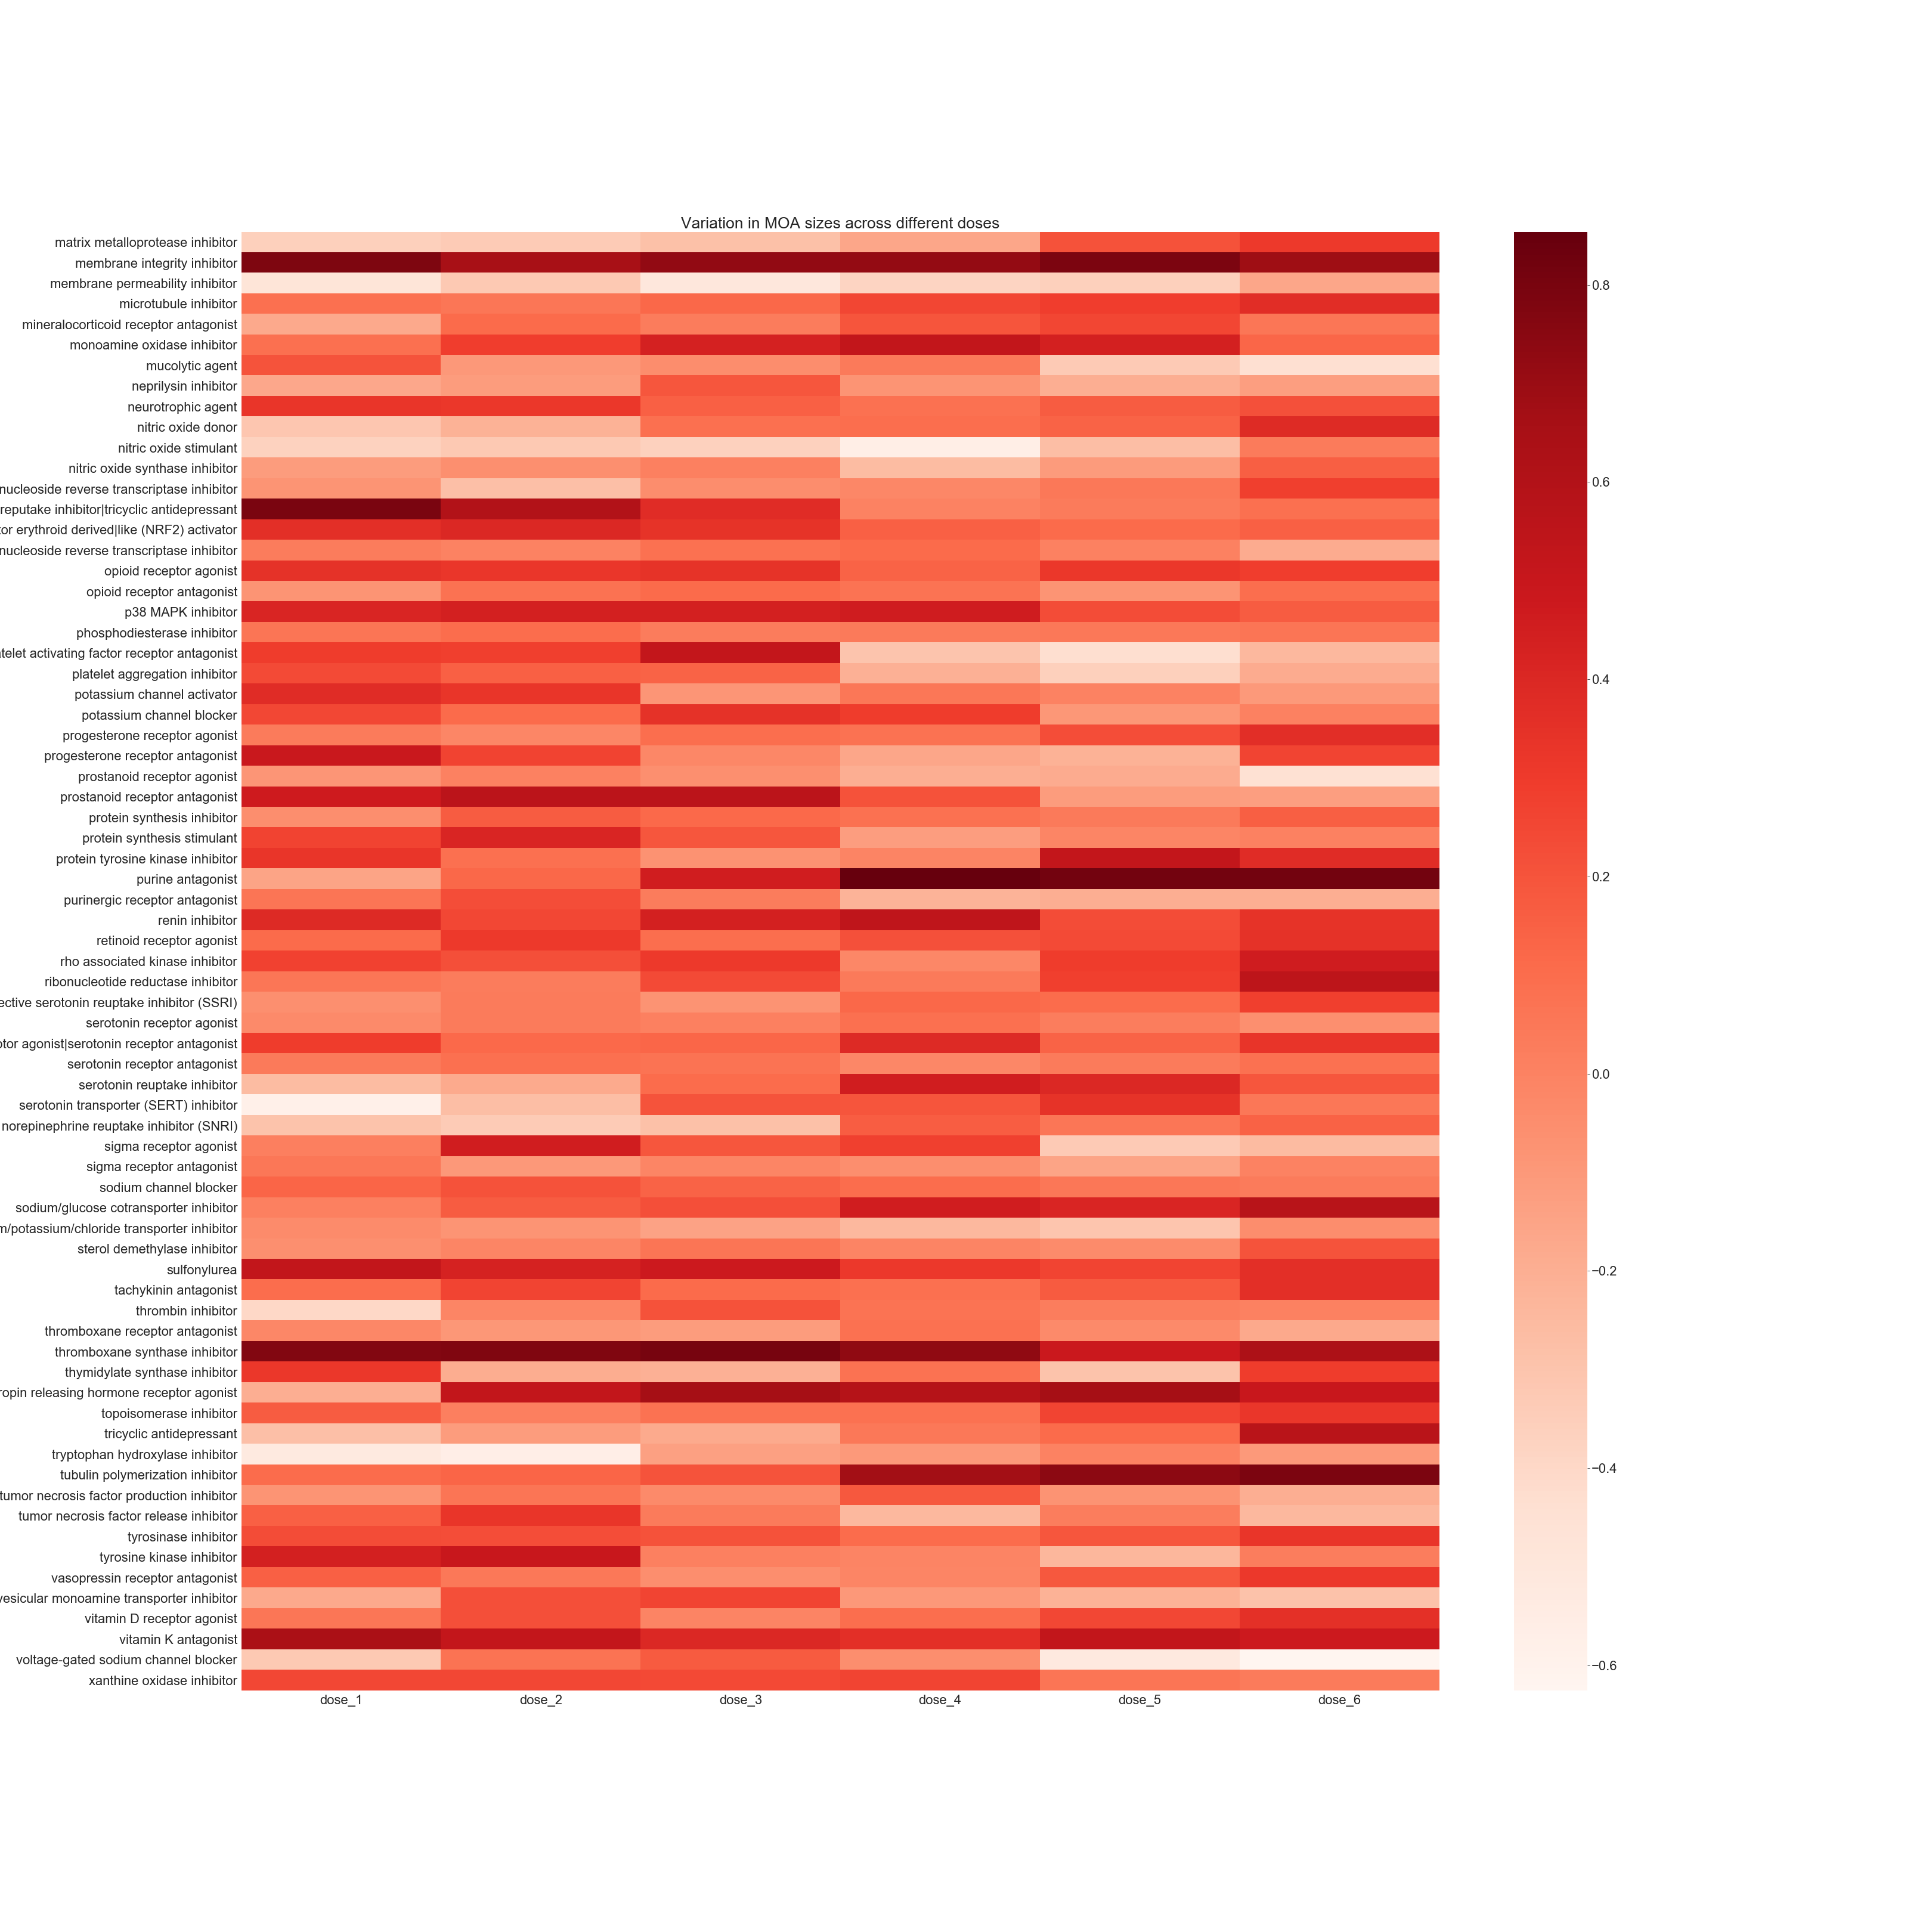 Variation in MOA sizes across different doses
matrix metalloprotease inhibitor
membrane integrity inhibitor
membrane permeability inhibitor
microtubule inhibitor
mineralocorticoid receptor antagonist
monoamine oxidase inhibitor
mucolytic agent
neprilysin inhibitor
neurotrophic agent
nitric oxide donor
nitric oxide stimulant
nitric oxide synthase inhibitor
nucleoside reverse transcriptase inhibitor
reputake inhibitor|tricyclic antidepressant
tor erythroid derived|like (NRF2) activator
nucleoside reverse transcriptase inhibitor
opioid receptor agonist
opioid receptor antagonist
p38 MAPK inhibitor
phosphodiesterase inhibitor
telet activating factor receptor antagonist
platelet aggregation inhibitor
potassium channel activator
potassium channel blocker
progesterone receptor agonist
progesterone receptor antagonist
prostanoid receptor agonist
prostanoid receptor antagonist
protein synthesis inhibitor
protein synthesis stimulant
protein tyrosine kinase inhibitor
purine antagonist
purinergic receptor antagonist
renin inhibitor
retinoid receptor agonist
rho associated kinase inhibitor
ribonucleotide reductase inhibitor
ective serotonin reuptake inhibitor (SSRI)
serotonin receptor agonist
ptor agonist|serotonin receptor antagonist
serotonin receptor antagonist
serotonin reuptake inhibitor
serotonin transporter (SERT) inhibitor
norepinephrine reuptake inhibitor (SNRI)
sigma receptor agonist
sigma receptor antagonist
sodium channel blocker
sodium/glucose cotransporter inhibitor
m/potassium/chloride transporter inhibitor
sterol demethylase inhibitor
sulfonylurea
tachykinin antagonist
thrombin inhibitor
thromboxane receptor antagonist
thromboxane synthase inhibitor
thymidylate synthase inhibitor
ropin releasing hormone receptor agonist
topoisomerase inhibitor
tricyclic antidepressant
tryptophan hydroxylase inhibitor
tubulin polymerization inhibitor
tumor necrosis factor production inhibitor
tumor necrosis factor release inhibitor
tyrosinase inhibitor
tyrosine kinase inhibitor
vasopressin receptor antagonist
vesicular monoamine transporter inhibitor
vitamin D receptor agonist
vitamin K antagonist
voltage-gated sodium channel blocker
xanthine oxidase inhibitor
dose_1 dose_2 dose_3 dose_4 dose_5 dose_6
0.8
0.6
0.4
0.2
0.0
−0.2
−0.4
−0.6